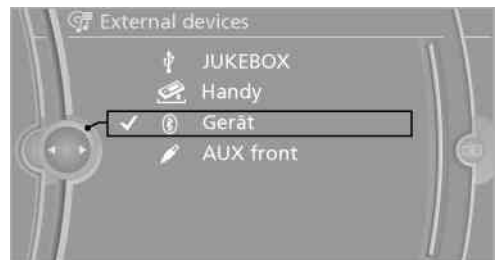 External devices
JUKEBOX
Handy
Gerät
AUX front